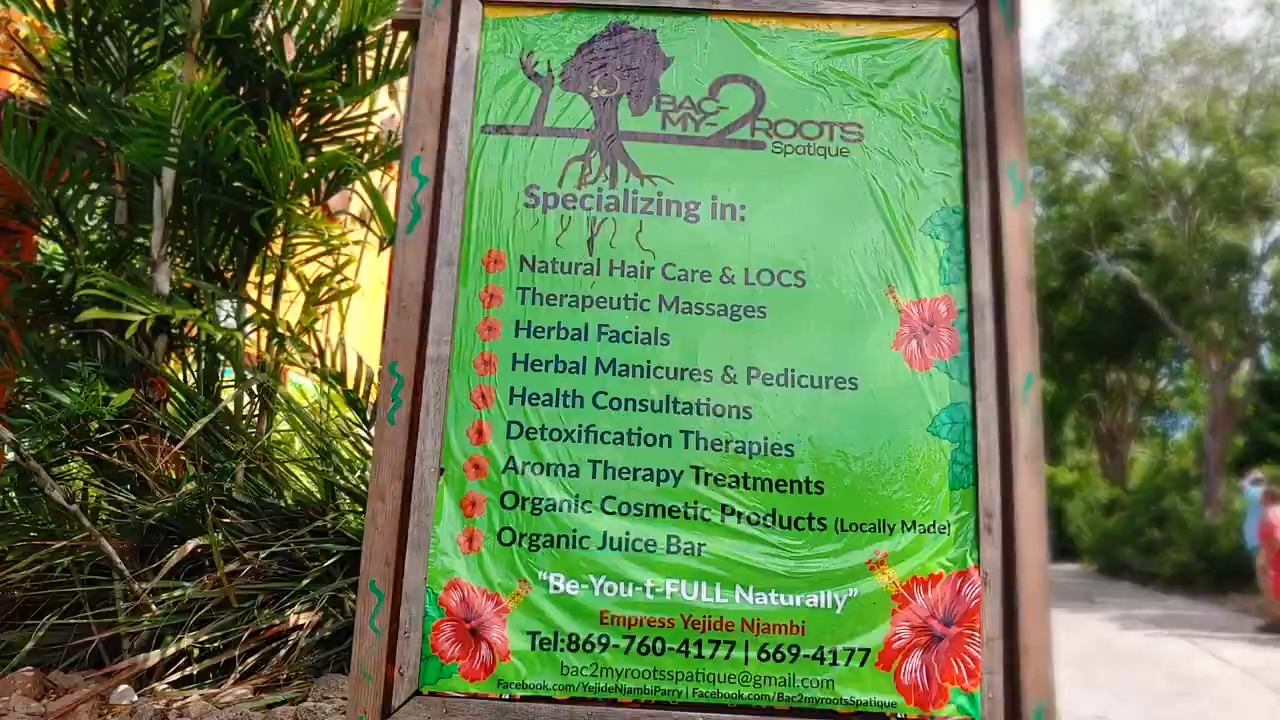 BAC-2
MY-ROOTS
Spatique
Specializing in:
Natural Hair Care & LOCS
Therapeutic Massages
Herbal Facials
Herbal Manicures & Pedicures
Health Consultations
Detoxification Therapies
Aroma Therapy Treatments
Organic Cosmetic Products (Locally Made)
Organic Juice Bar
“Be-You-t-FULL Naturally”
Empress Yejide Njambi
Tel:869-760-4177 | 669-4177
bac2myrootsspatique@gmail.com
Facebook.com/YejideNjambiParry | Facebook.com/Bac2myrootsSpatique